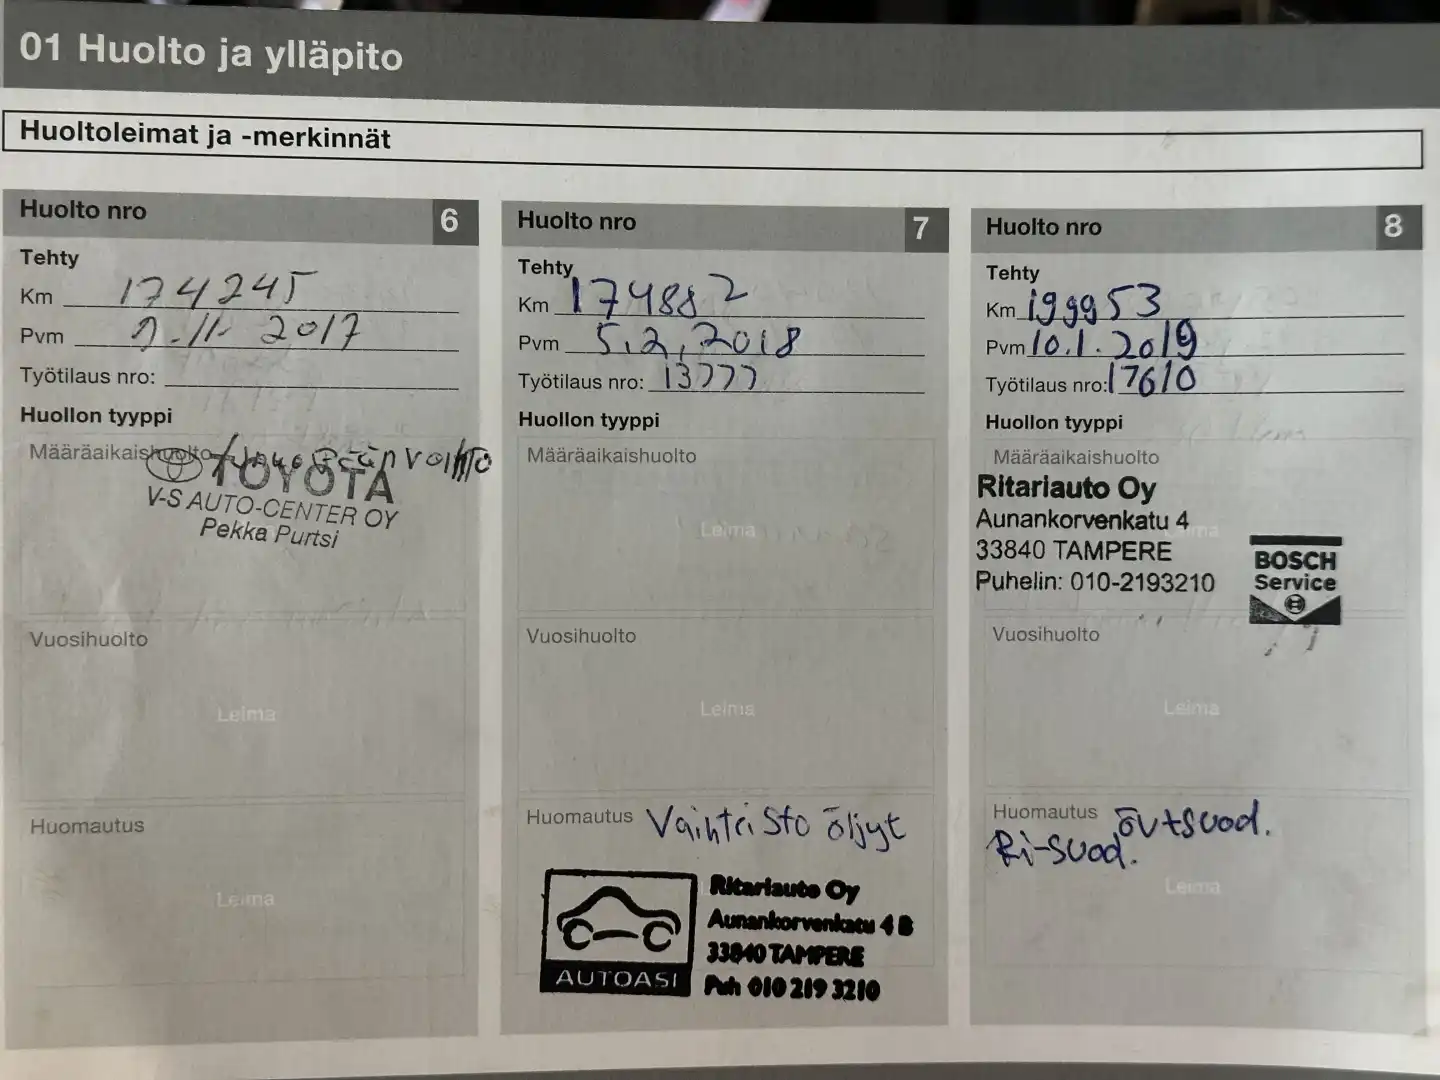 01 Huolto ja ylläpito
Huoltoleimat ja -merkinnät
Huolto nro 6
Tehty
Km 174245
Pvm 9.11.2017
Työtilaus nro:
Huollon tyyppi
Määräaikaishuolto
TOYOTA
V-S AUTO-CENTER OY
Pekka Purtsi
Vuosihuolto
Leima
Huomautus
Leima
Huolto nro 7
Tehty
Km 174882
Pvm 5.2.2018
Työtilaus nro: 13777
Huollon tyyppi
Määräaikaishuolto
Leima
Vuosihuolto
Leima
Huomautus Vaihteisto öljyt
AUTOASI
Ritariauto Oy
Aunankorvenkatu 4 B
33840 TAMPERE
Puh 010 219 3210
Huolto nro 8
Tehty
Km 199953
Pvm 10.1.2019
Työtilaus nro: 17610
Huollon tyyppi
Määräaikaishuolto
Ritariauto Oy
Aunankorvenkatu 4
Leima
33840 TAMPERE
Puhelin: 010-2193210
BOSCH
Service
Vuosihuolto
Leima
Huomautus öv+suod.
Ri-suod.
Leima